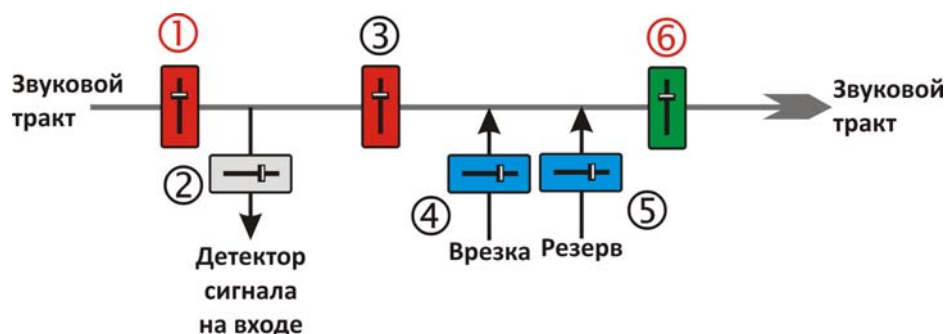 ①
③
⑥
Звуковой
тракт
Звуковой
тракт
②
④
⑤
Врезка
Резерв
Детектор
сигнала
на входе